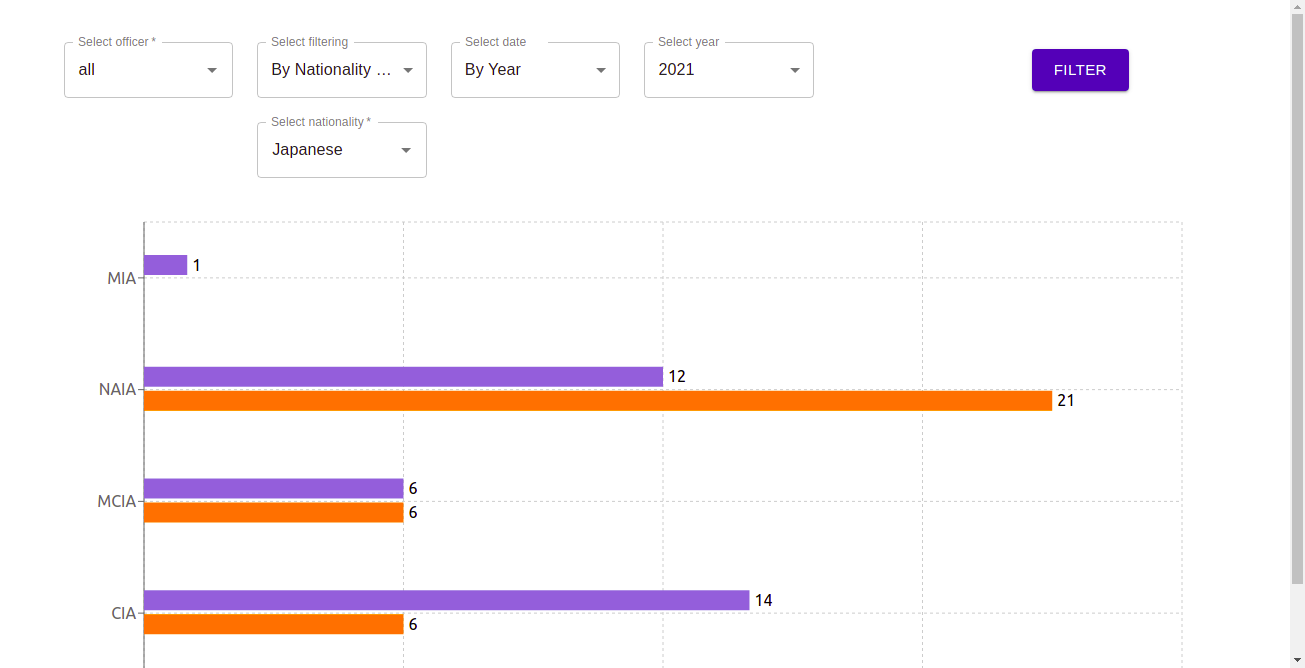 Select officer *
Select filtering
Select date
Select year
all
By Nationality ...
By Year
2021
FILTER
Select nationality *
Japanese
1
MIA
12
NAIA
21
6
MCIA
6
14
CIA
6